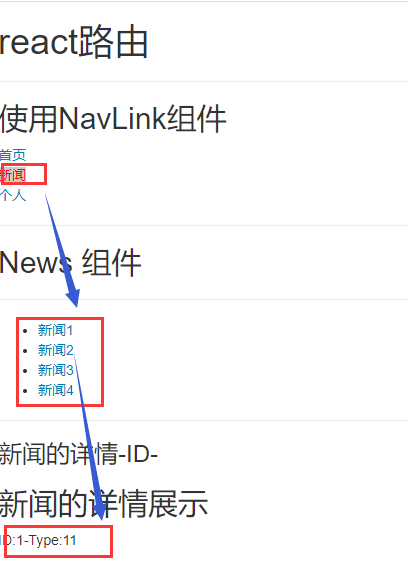 react路由
使用NavLink组件
首页
新闻
个人
News 组件
新闻1
新闻2
新闻3
新闻4
新闻的详情-ID-
新闻的详情展示
ID:1-Type:11